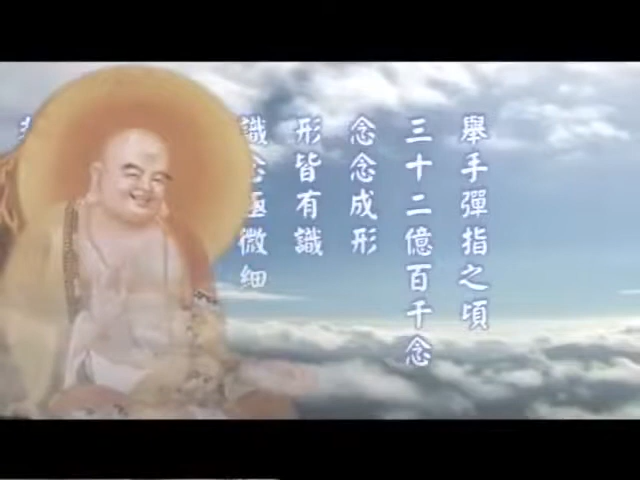 舉手彈指之頃
三十二億百千念
念念成形
形皆有識
識念極微細